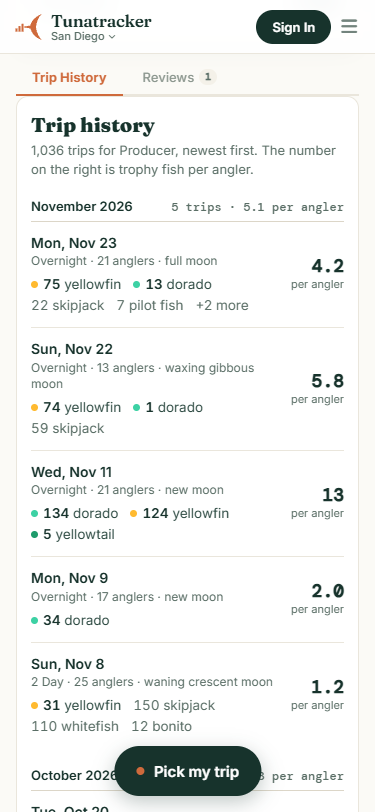 Tunatracker
San Diego
Sign In
Trip History
Reviews 1
Trip history
1,036 trips for Producer, newest first. The number
on the right is trophy fish per angler.
November 2026 5 trips · 5.1 per angler
Mon, Nov 23
Overnight · 21 anglers · full moon
75 yellowfin 13 dorado
22 skipjack 7 pilot fish +2 more
4.2
per angler
Sun, Nov 22
Overnight · 13 anglers · waxing gibbous
moon
74 yellowfin 1 dorado
59 skipjack
5.8
per angler
Wed, Nov 11
Overnight · 21 anglers · new moon
134 dorado 124 yellowfin
5 yellowtail
13
per angler
Mon, Nov 9
Overnight · 17 anglers · new moon
34 dorado
2.0
per angler
Sun, Nov 8
2 Day · 25 anglers · waning crescent moon
31 yellowfin 150 skipjack
110 whitefish 12 bonito
1.2
per angler
October 2026 per angler
Pick my trip
Tue, Oct 20